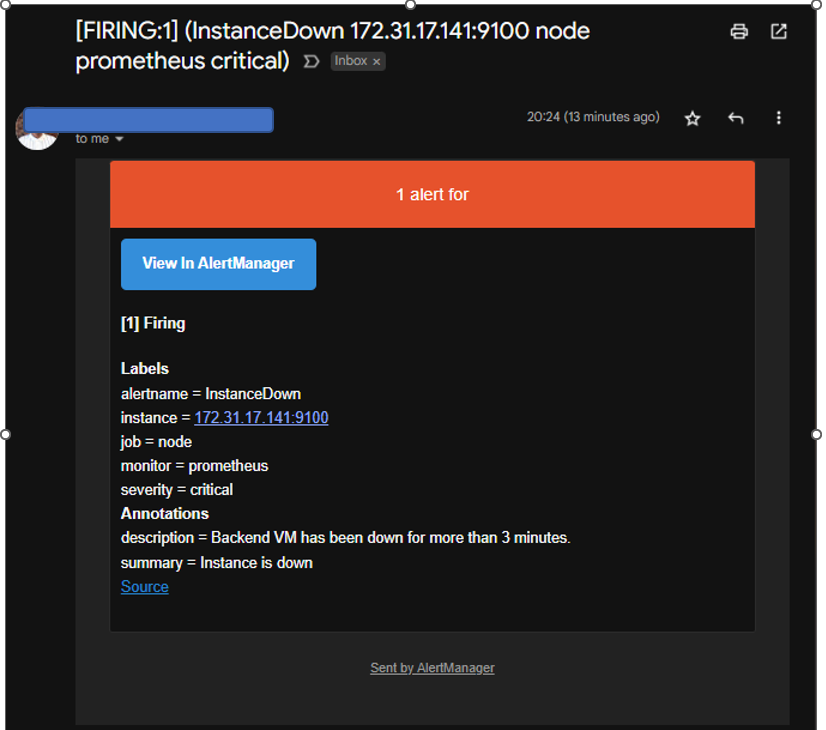 [FIRING:1] (InstanceDown 172.31.17.141:9100 node
prometheus critical)
Inbox ×
20:24 (13 minutes ago)
to me
1 alert for
View In AlertManager
[1] Firing
Labels
alertname = InstanceDown
instance = 172.31.17.141:9100
job = node
monitor = prometheus
severity = critical
Annotations
description = Backend VM has been down for more than 3 minutes.
summary = Instance is down
Source
Sent by AlertManager